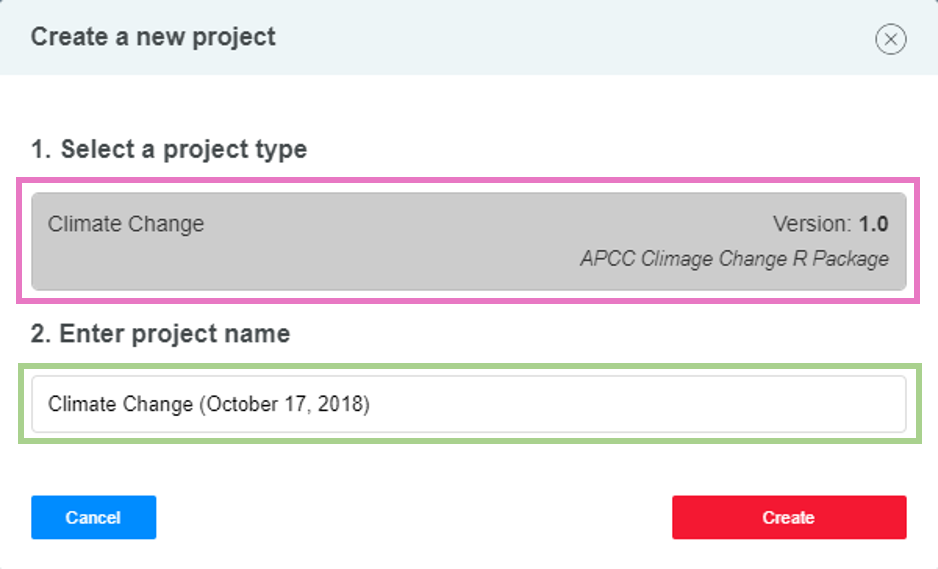 Create a new project
1. Select a project type
Climate Change Version: 1.0
APCC Climage Change R Package
2. Enter project name
Climate Change (October 17, 2018)
Cancel Create